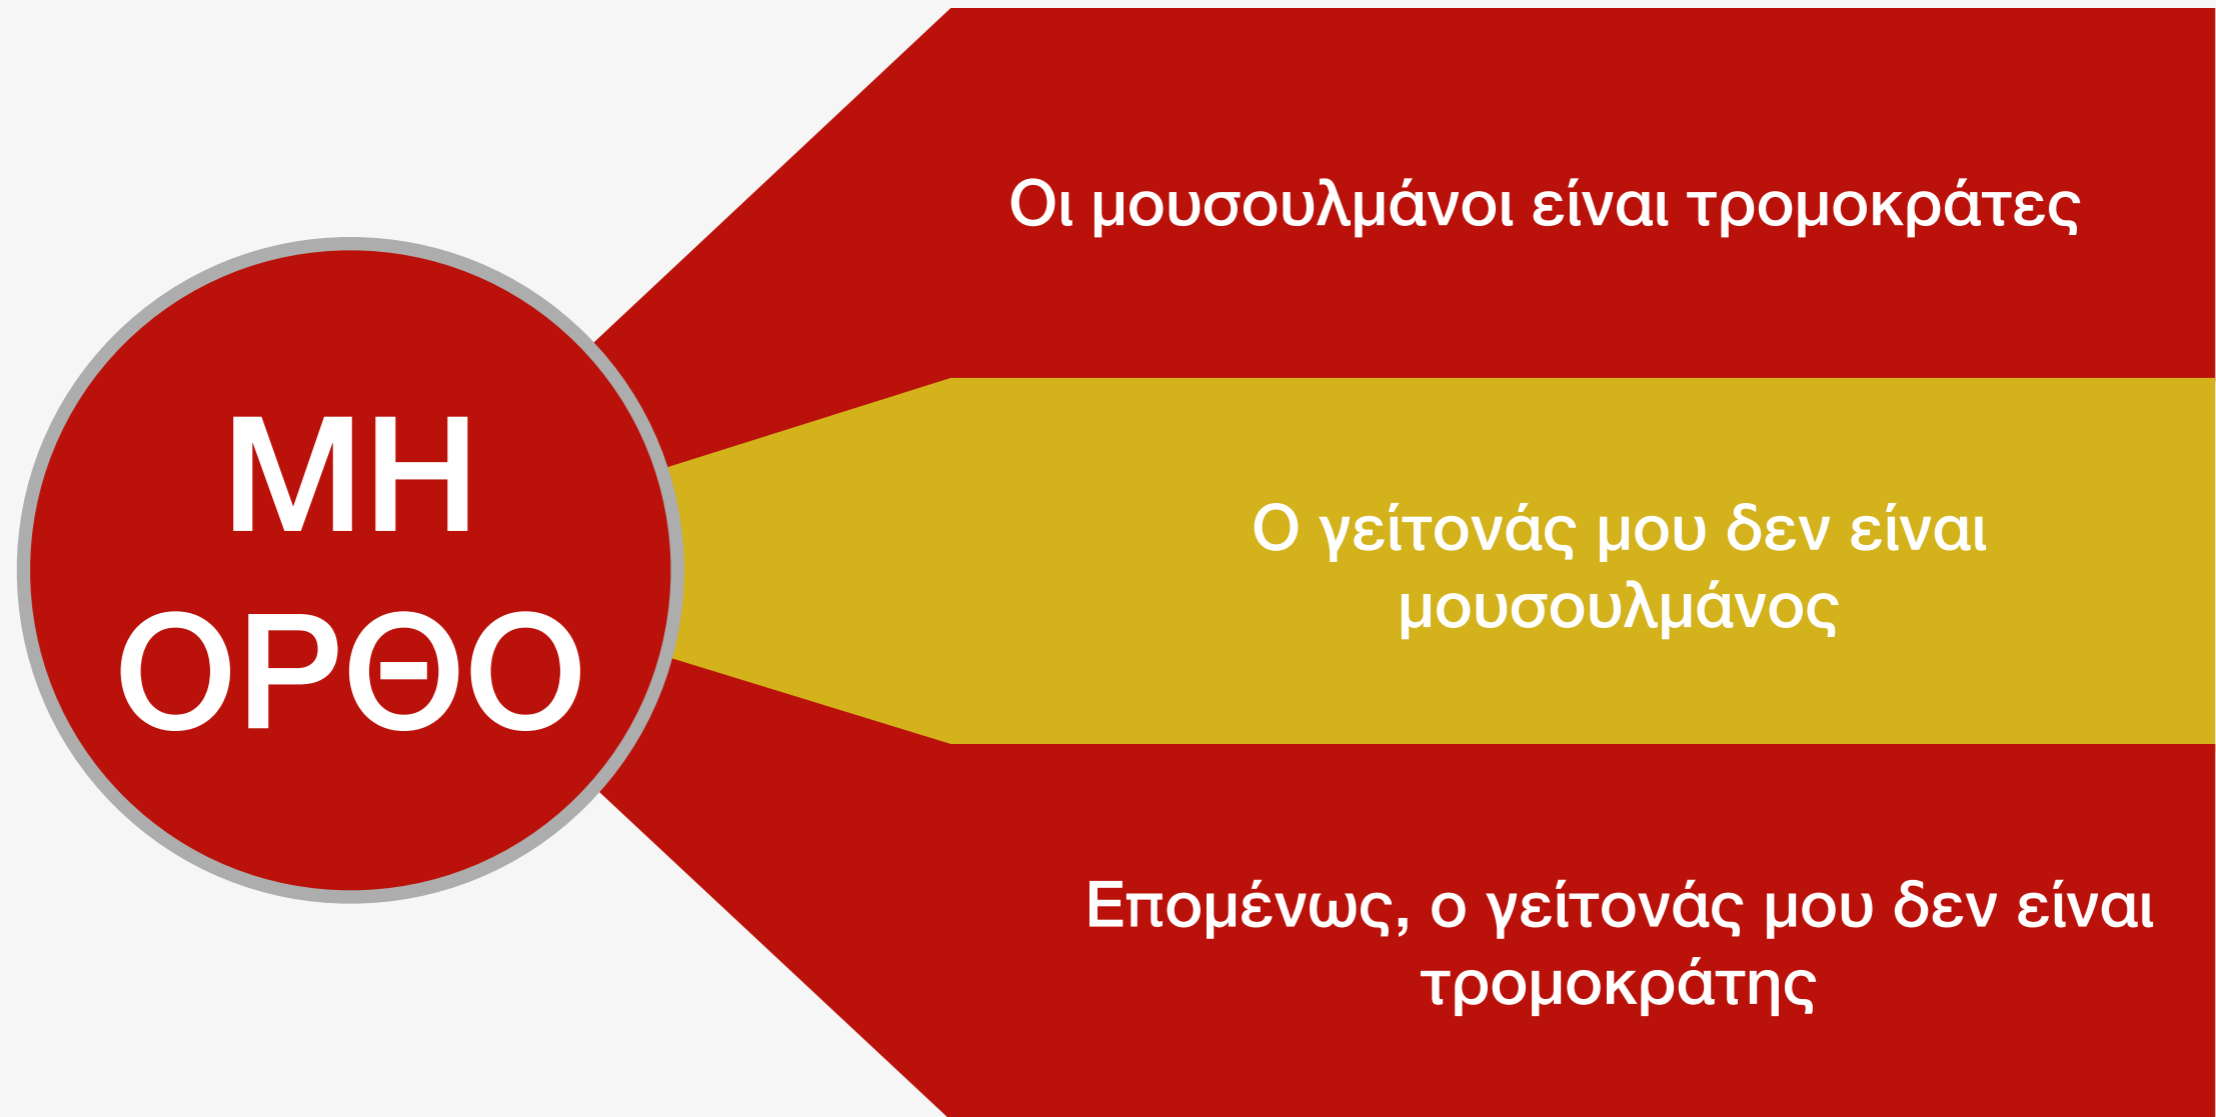 ΜΗ
ΟΡΘΟ
Οι μουσουλμάνοι είναι τρομοκράτες
Ο γείτονάς μου δεν είναι
μουσουλμάνος
Επομένως, ο γείτονάς μου δεν είναι
τρομοκράτης